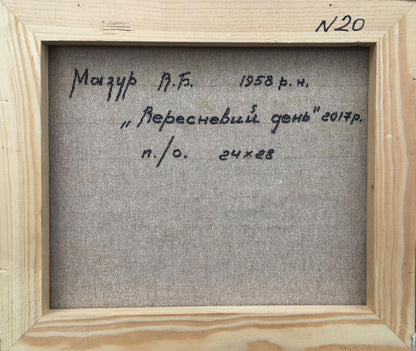 N20
Мазур В.Б. 1958 р.н.
„Вересневий день" 2017р.
п./о. 24×28